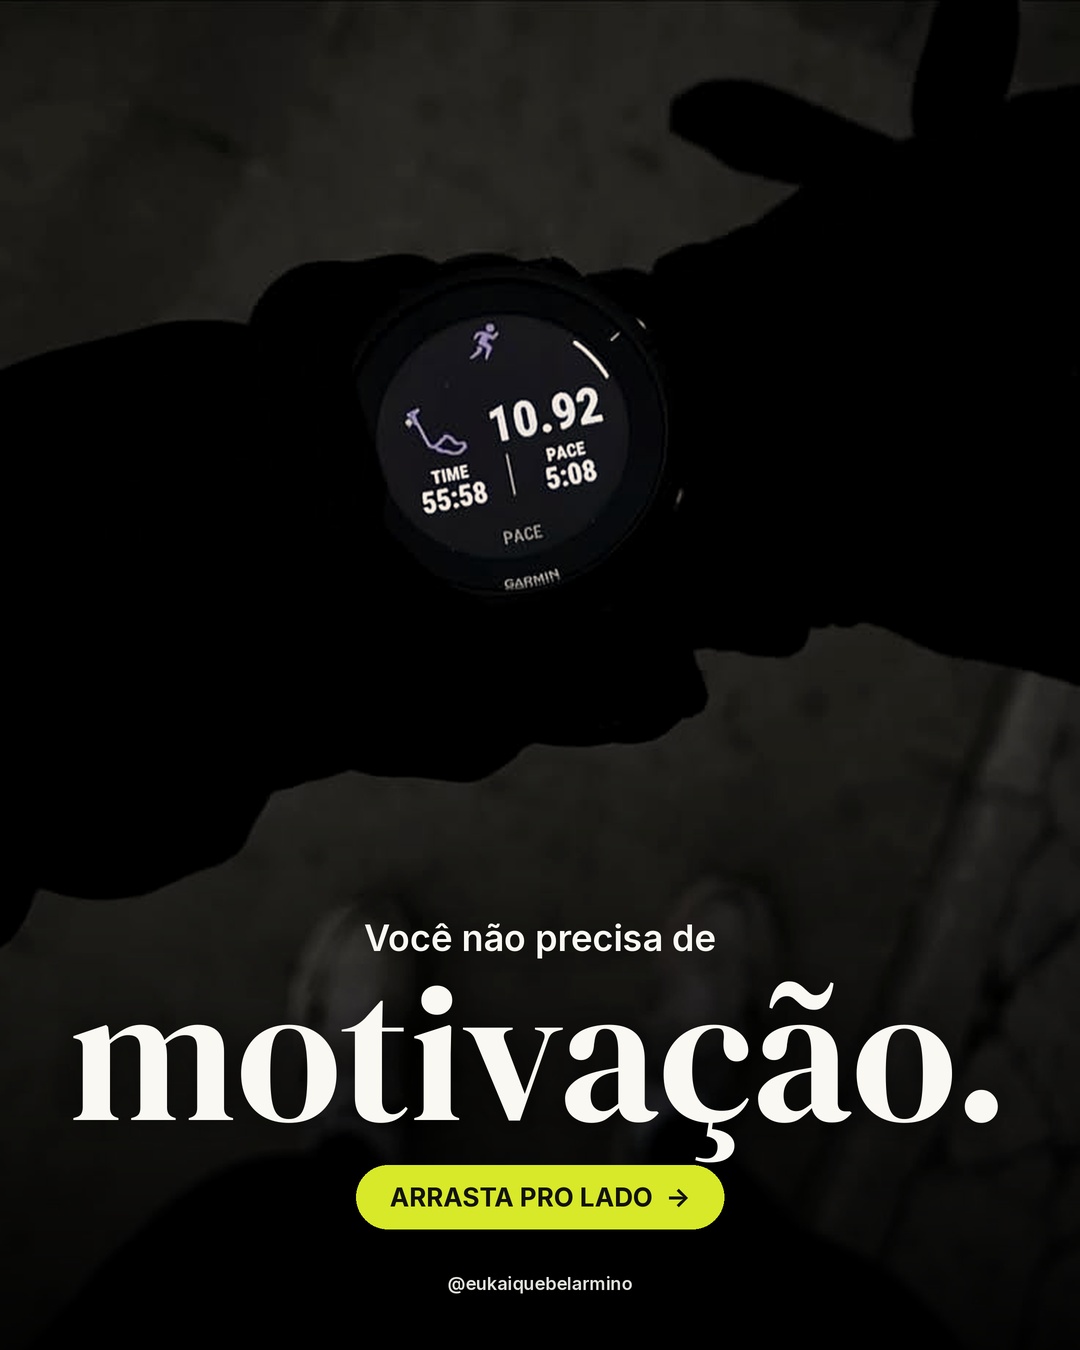 10.92
TIME
55:58
PACE
5:08
PACE
GARMIN
Você não precisa de
motivação.
ARRASTA PRO LADO →
@eukaiquebelarmino